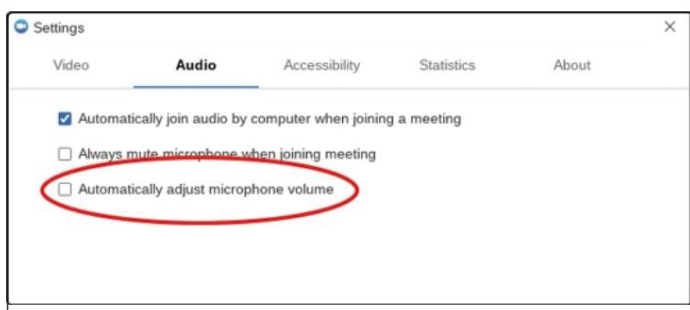 Settings
Video Audio Accessibility Statistics About
Automatically join audio by computer when joining a meeting
Always mute microphone when joining meeting
Automatically adjust microphone volume